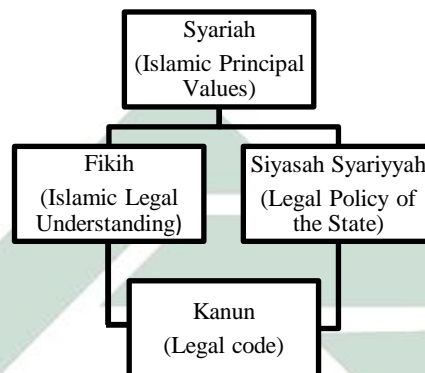 Syariah
(Islamic Principal
Values)
Fikih
(Islamic Legal
Understanding)
Siyasah Syariyyah
(Legal Policy of
the State)
Kanun
(Legal code)